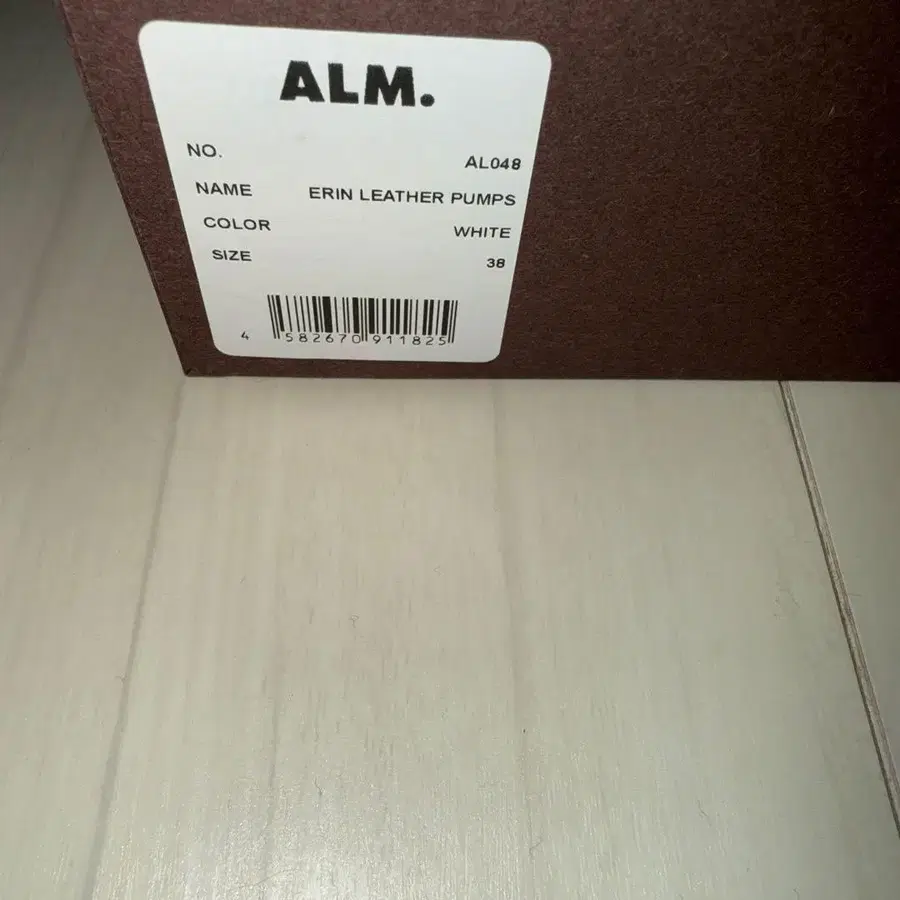 ALM.
NO. AL048
NAME ERIN LEATHER PUMPS
COLOR WHITE
SIZE 38
4 582670 911825